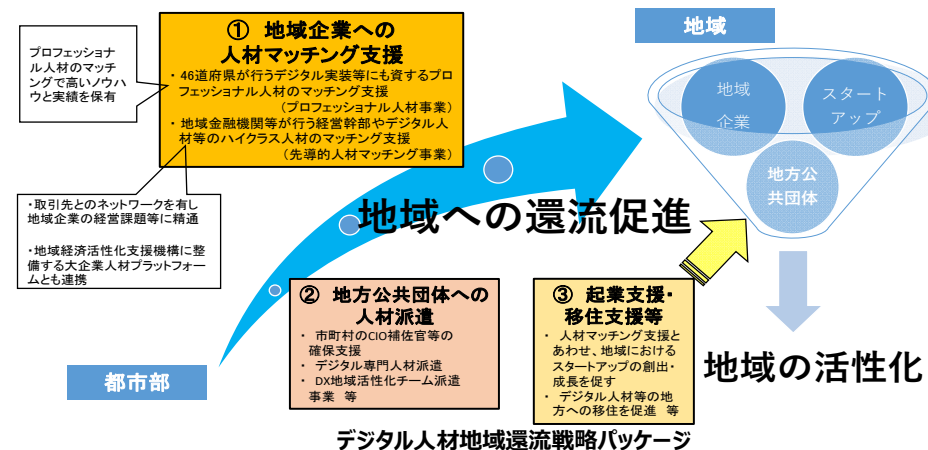 プロフェッショナ
ル人材のマッチ
ングで高いノウハ
ウと実績を保有
① 地域企業への
人材マッチング支援
・46道府県が行うデジタル実装等にも資するプロ
フェッショナル人材のマッチング支援
（プロフェッショナル人材事業）
・地域金融機関等が行う経営幹部やデジタル人
材等のハイクラス人材のマッチング支援
（先導的人材マッチング事業）
・取引先とのネットワークを有し
地域企業の経営課題等に精通
・地域経済活性化支援機構に整
備する大企業人材プラットフォー
ムとも連携
地域
地域
企業
スタート
アップ
地方公
共団体
地域への還流促進
② 地方公共団体への
人材派遣
・ 市町村のCIO補佐官等の
確保支援
・ デジタル専門人材派遣
・ DX地域活性化チーム派遣
事業 等
③ 起業支援・
移住支援等
・ 人材マッチング支援と
あわせ、地域における
スタートアップの創出・
成長を促す
・ デジタル人材等の地
方への移住を促進 等
都市部
地域の活性化
デジタル人材地域還流戦略パッケージ